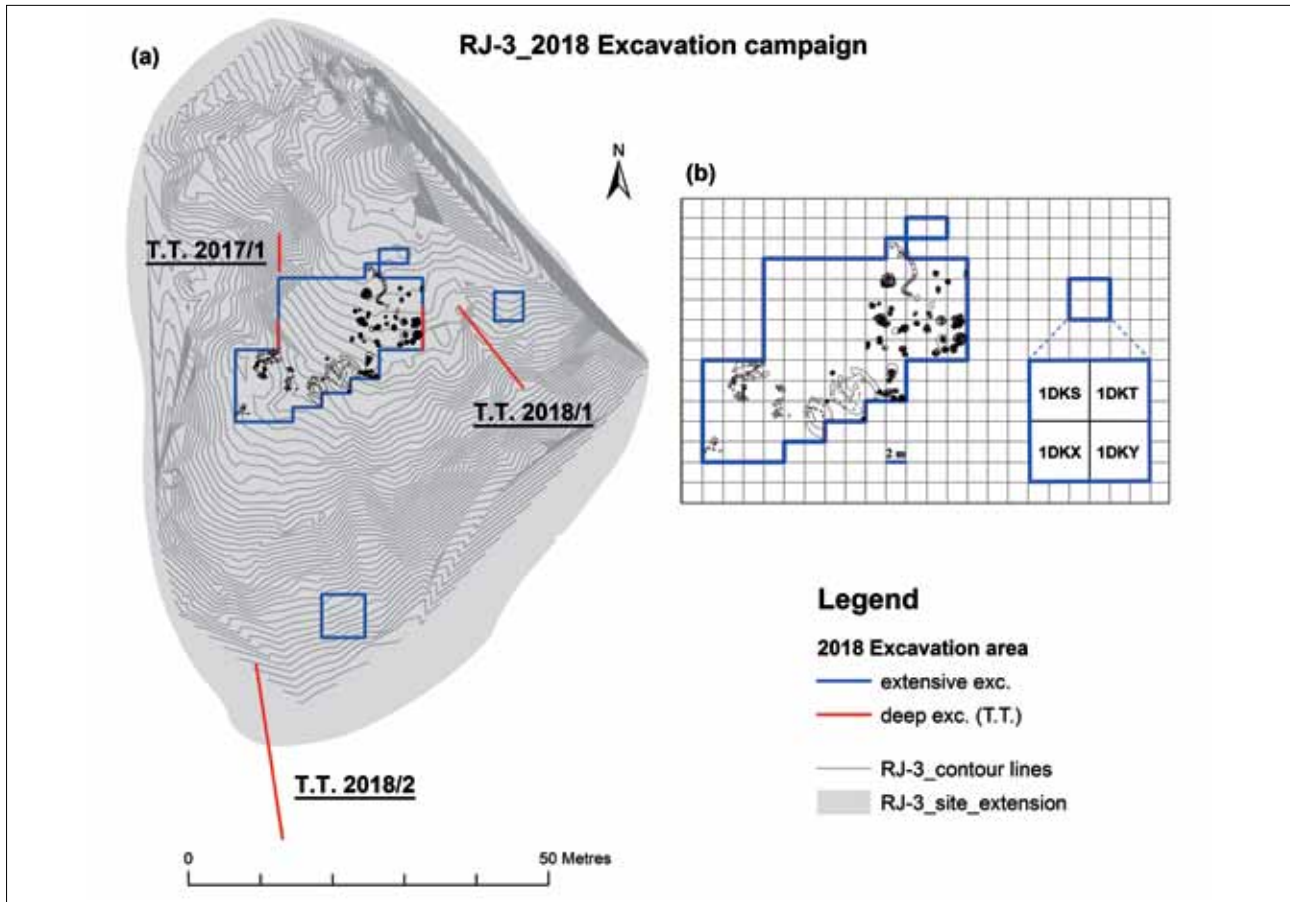 RJ-3_2018 Excavation campaign
(a)
N
(b)
T.T. 2017/1
T.T. 2018/1
1DKS 1DKT
1DKX 1DKY
2 m
Legend
2018 Excavation area
extensive exc.
deep exc. (T.T.)
RJ-3_contour lines
RJ-3_site_extension
T.T. 2018/2
0 50 Metres